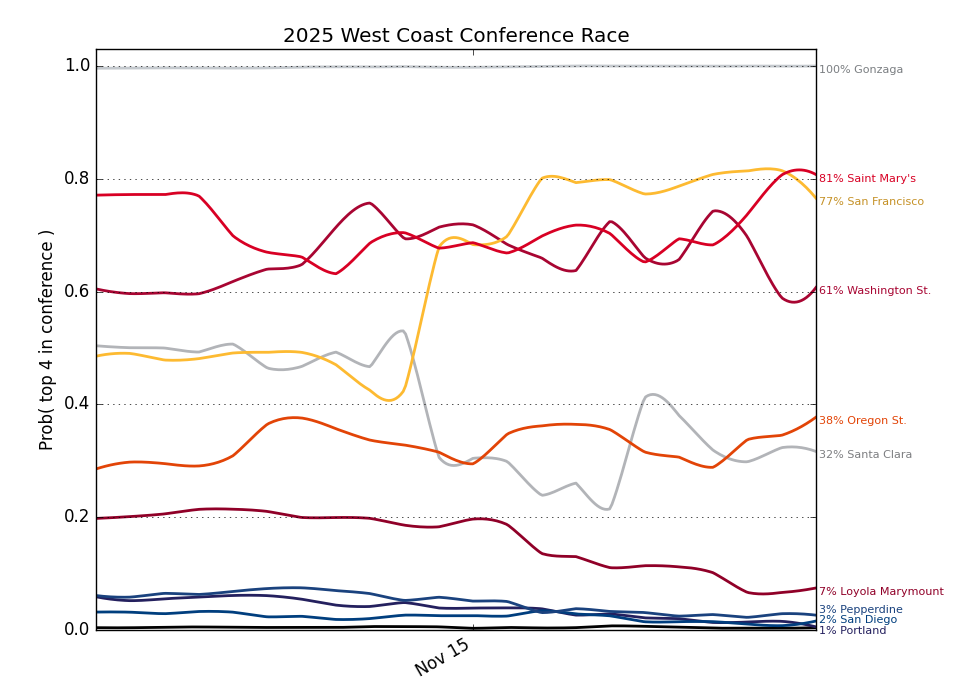 2025 West Coast Conference Race
Prob( top 4 in conference )
1.0
0.8
0.6
0.4
0.2
0.0
Nov 15
100% Gonzaga
81% Saint Mary's
77% San Francisco
61% Washington St.
38% Oregon St.
32% Santa Clara
7% Loyola Marymount
3% Pepperdine
2% San Diego
1% Portland